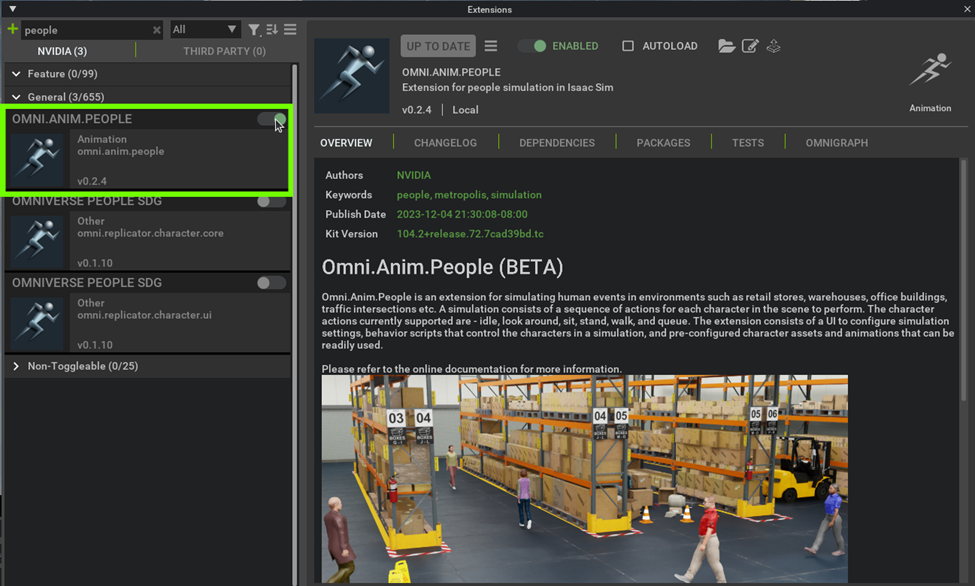 Extensions
people
All
NVIDIA (3)
THIRD PARTY (0)
Feature (0/99)
General (3/655)
OMNI.ANIM.PEOPLE
Animation
omni.anim.people
v0.2.4
OMNIVERSE PEOPLE SDG
Other
omni.replicator.character.core
v0.1.10
OMNIVERSE PEOPLE SDG
Other
omni.replicator.character.ui
v0.1.10
Non-Toggleable (0/25)
UP TO DATE
ENABLED
AUTOLOAD
OMNI.ANIM.PEOPLE
Extension for people simulation in Isaac Sim
v0.2.4
Local
Animation
OVERVIEW
CHANGELOG
DEPENDENCIES
PACKAGES
TESTS
OMNIGRAPH
Authors NVIDIA
Keywords people, metropolis, simulation
Publish Date 2023-12-04 21:30:08-08:00
Kit Version 104.2+release.72.7cad39bd.tc
Omni.Anim.People (BETA)
Omni.Anim.People is an extension for simulating human events in environments such as retail stores, warehouses, office buildings,
traffic intersections etc. A simulation consists of a sequence of actions for each character in the scene to perform. The character
actions currently supported are - idle, look around, sit, stand, walk, and queue. The extension consists of a UI to configure simulation
settings, behavior scripts that control the characters in a simulation, and pre-configured character assets and animations that can be
readily used.
Please refer to the online documentation for more information.
03 04
04 05
05 06
BOXES BOXES